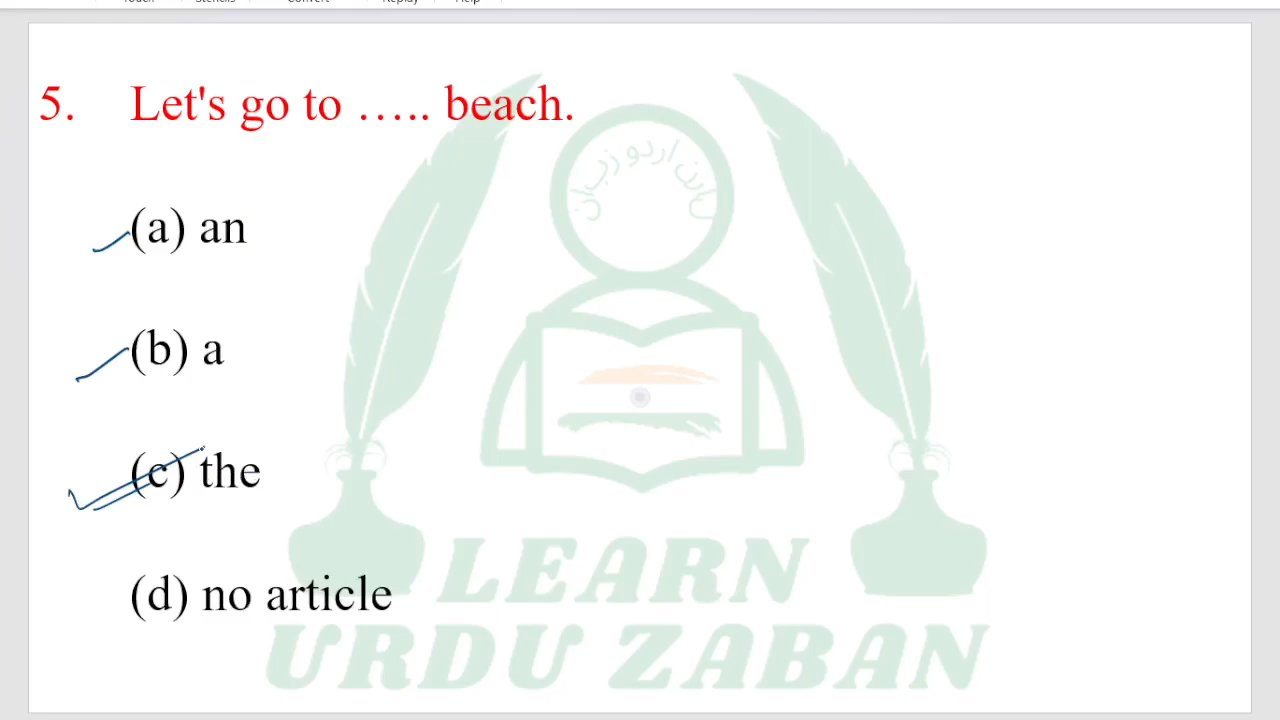 5. Let's go to ..... beach.
(a) an
(b) a
(c) the
(d) no article
LEARN
URDU ZABAN